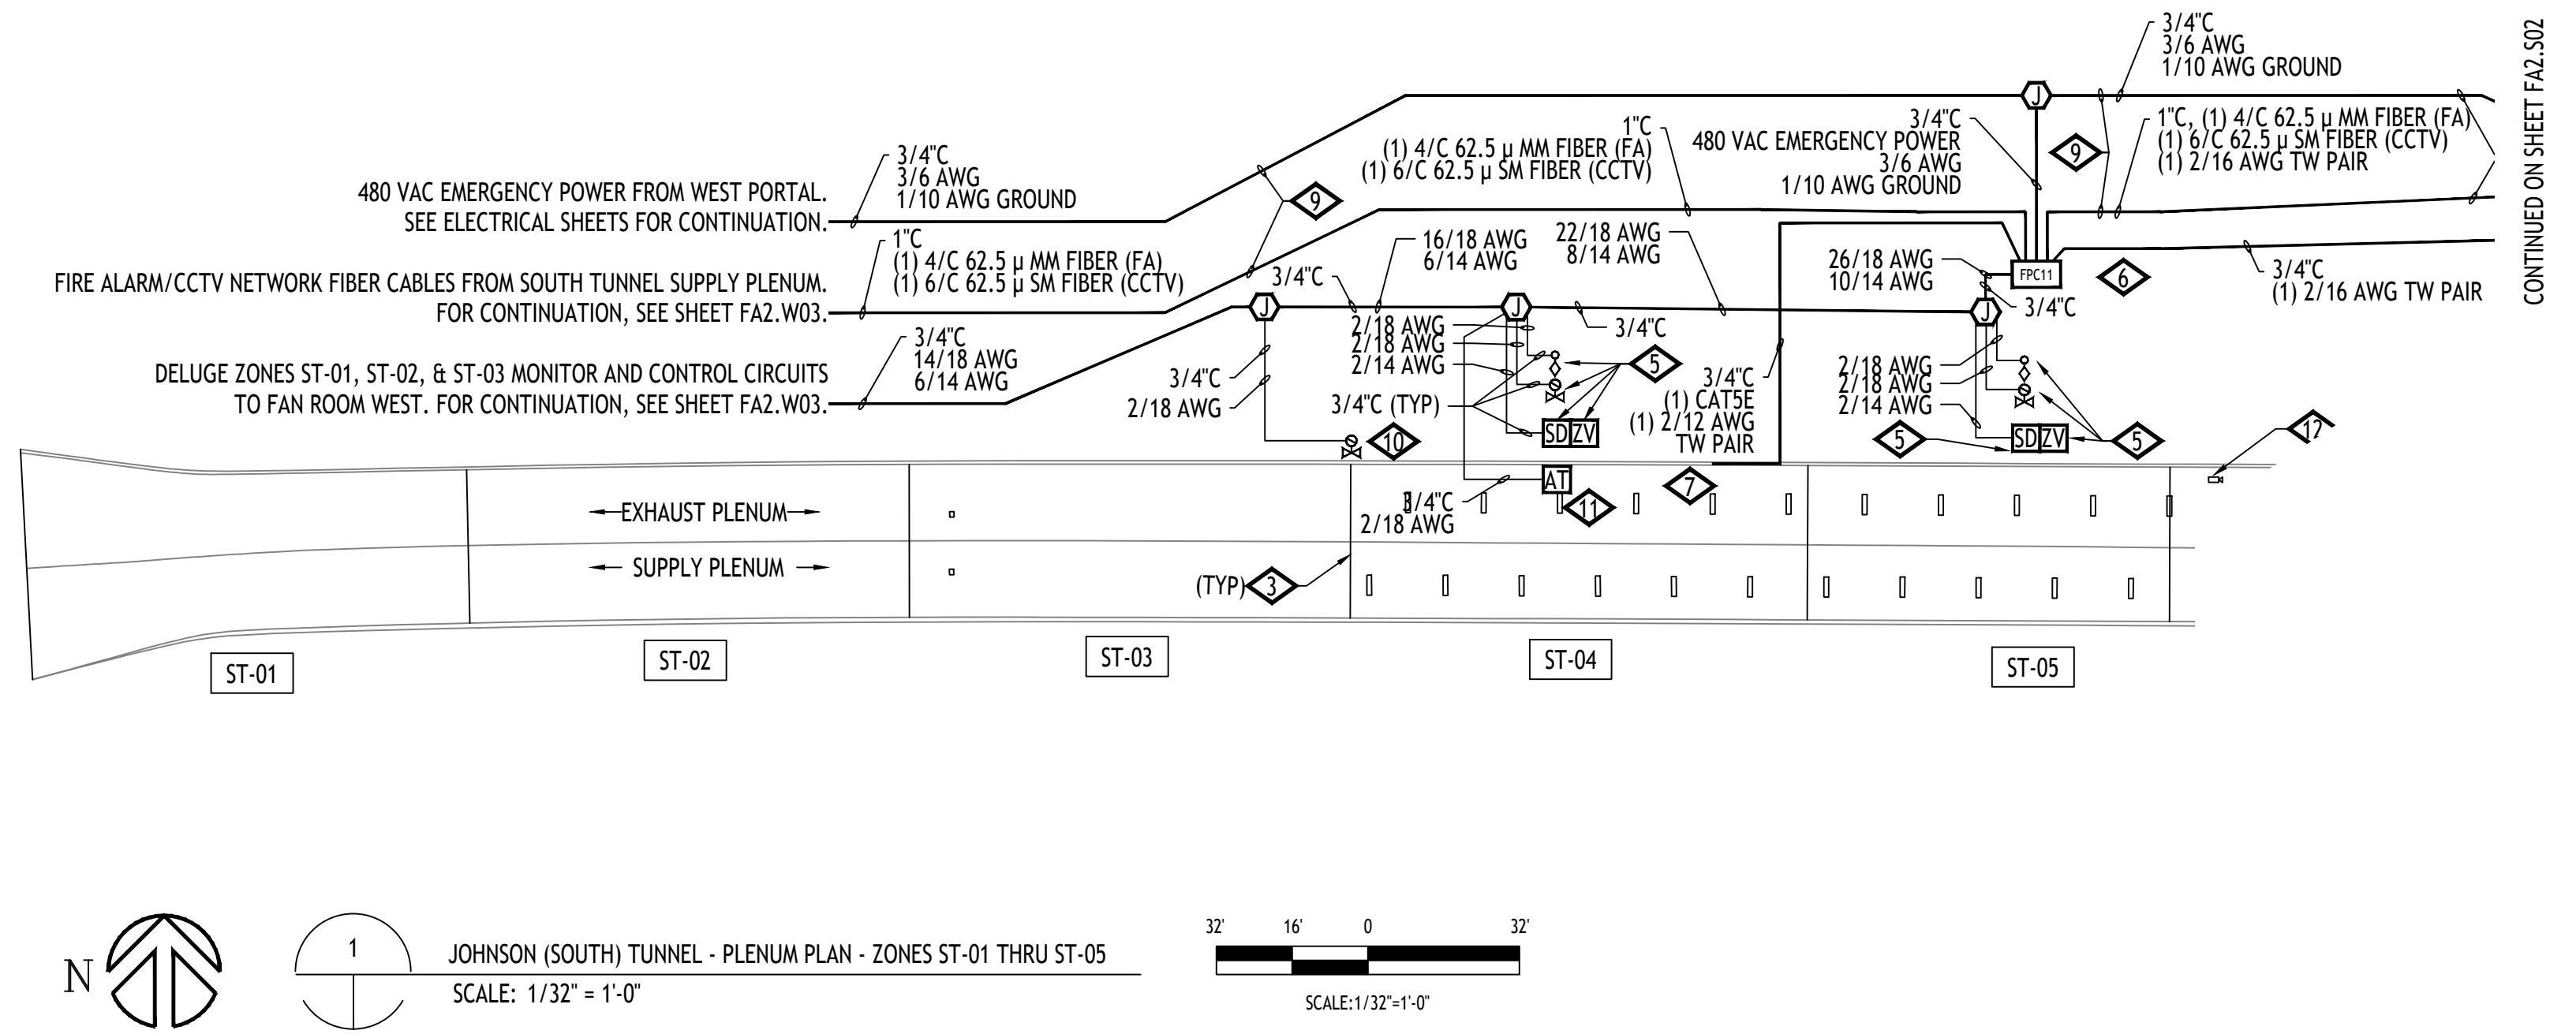 3/4"C
3/6 AWG
1/10 AWG GROUND
CONTINUED ON SHEET FA2.S02
J
480 VAC EMERGENCY POWER FROM WEST PORTAL.
SEE ELECTRICAL SHEETS FOR CONTINUATION.
3/4"C
3/6 AWG
1/10 AWG GROUND
9
1"C
(1) 4/C 62.5 µ MM FIBER (FA)
(1) 6/C 62.5 µ SM FIBER (CCTV)
3/4"C
480 VAC EMERGENCY POWER
3/6 AWG
1/10 AWG GROUND
9
1"C, (1) 4/C 62.5 µ MM FIBER (FA)
(1) 6/C 62.5 µ SM FIBER (CCTV)
(1) 2/16 AWG TW PAIR
FIRE ALARM/CCTV NETWORK FIBER CABLES FROM SOUTH TUNNEL SUPPLY PLENUM.
FOR CONTINUATION, SEE SHEET FA2.W03.
1"C
(1) 4/C 62.5 µ MM FIBER (FA)
(1) 6/C 62.5 µ SM FIBER (CCTV)
3/4"C
16/18 AWG
6/14 AWG
22/18 AWG
8/14 AWG
26/18 AWG
10/14 AWG
FPC11
6
3/4"C
3/4"C
(1) 2/16 AWG TW PAIR
J
J
J
DELUGE ZONES ST-01, ST-02, & ST-03 MONITOR AND CONTROL CIRCUITS
TO FAN ROOM WEST. FOR CONTINUATION, SEE SHEET FA2.W03.
3/4"C
14/18 AWG
6/14 AWG
3/4"C
2/18 AWG
10
2/18 AWG
2/18 AWG
2/14 AWG
3/4"C (TYP)
3/4"C
5
SD ZV
3/4"C
(1) CAT5E
(1) 2/12 AWG
TW PAIR
2/18 AWG
2/18 AWG
2/14 AWG
5
SD ZV
5
12
AT
3/4"C
2/18 AWG
11
7
EXHAUST PLENUM
SUPPLY PLENUM
(TYP)
3
ST-01
ST-02
ST-03
ST-04
ST-05
N
1
JOHNSON (SOUTH) TUNNEL - PLENUM PLAN - ZONES ST-01 THRU ST-05
SCALE: 1/32" = 1'-0"
32' 16' 0 32'
SCALE:1/32"=1'-0"